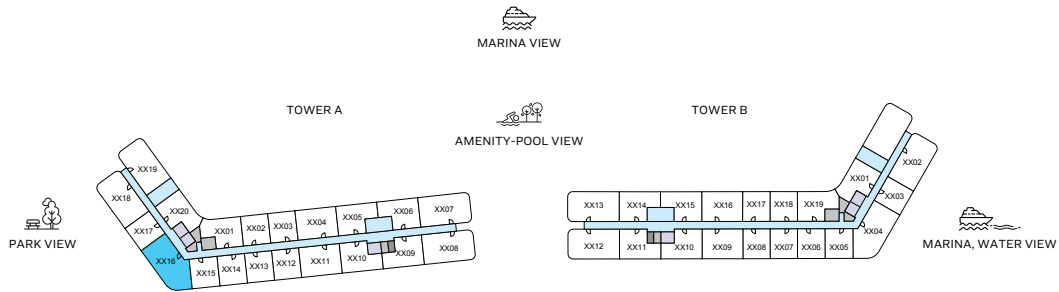 MARINA VIEW
TOWER A
TOWER B
AMENITY-POOL VIEW
PARK VIEW
MARINA, WATER VIEW
XX19
XX18
XX20
XX17
XX16
XX01
XX02
XX03
XX04
XX05
XX06
XX07
XX15
XX14
XX13
XX12
XX11
XX10
XX09
XX08
XX13
XX14
XX15
XX16
XX17
XX18
XX19
XX01
XX02
XX03
XX04
XX12
XX11
XX10
XX09
XX08
XX07
XX06
XX05